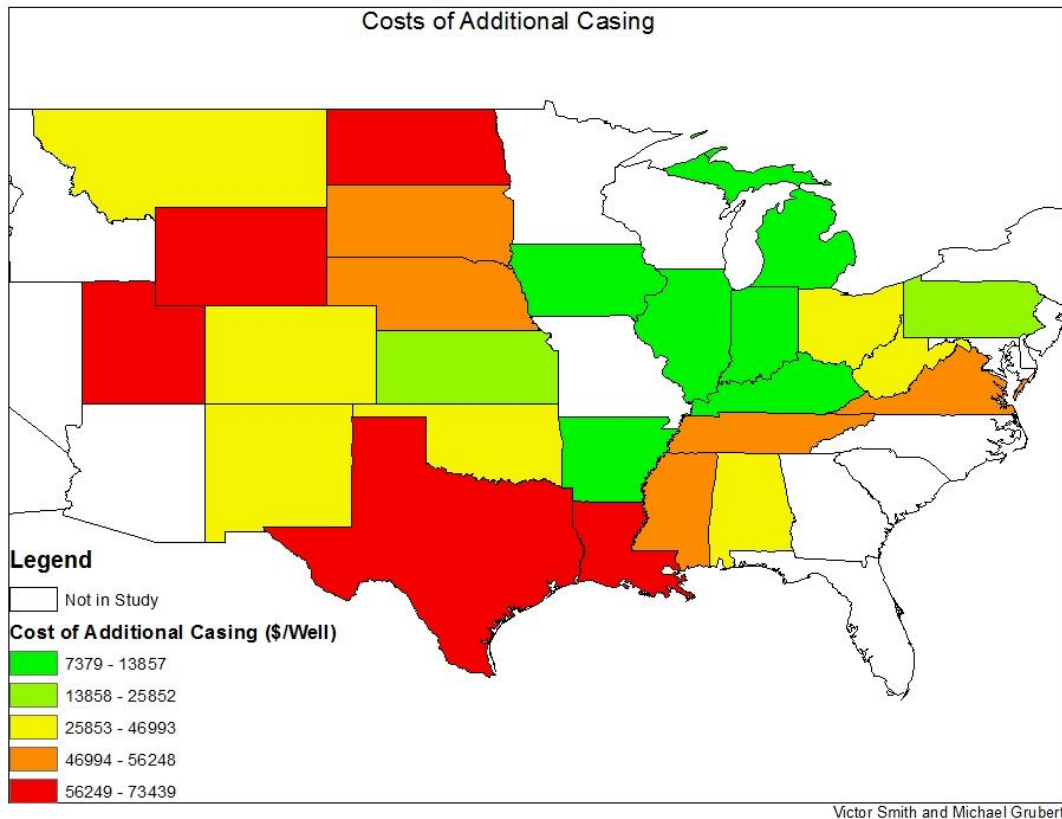 Costs of Additional Casing
Legend
Not in Study
Cost of Additional Casing ($/Well)
7379 - 13857
13858 - 25852
25853 - 46993
46994 - 56248
56249 - 73439
Victor Smith and Michael Grubert